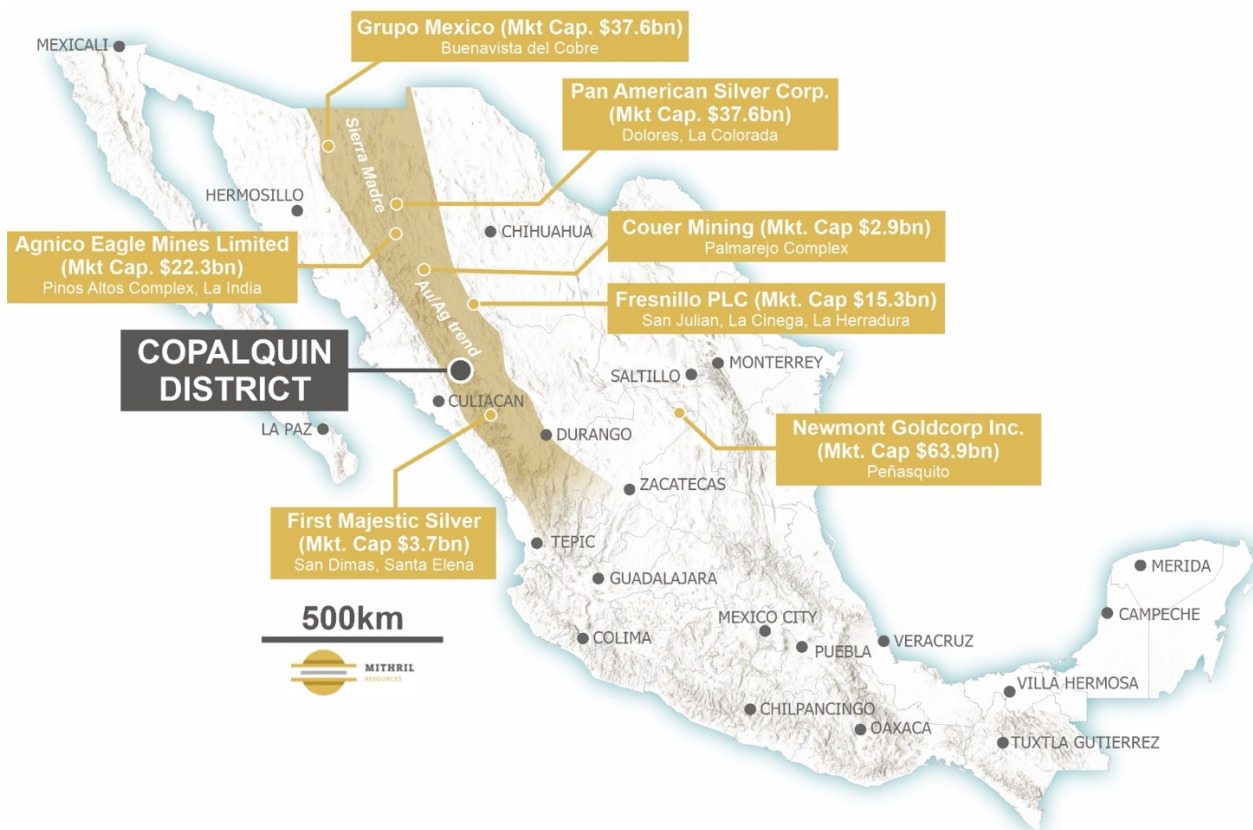 Grupo Mexico (Mkt Cap. $37.6bn)
Buenavista del Cobre
MEXICALI
Pan American Silver Corp.
(Mkt Cap. $37.6bn)
Dolores, La Colorada
Sierra Madre
HERMOSILLO
CHIHUAHUA
Couer Mining (Mkt. Cap $2.9bn)
Palmarejo Complex
Agnico Eagle Mines Limited
(Mkt Cap. $22.3bn)
Pinos Altos Complex, La India
Au/Ag trend
Fresnillo PLC (Mkt. Cap $15.3bn)
San Julian, La Cinega, La Herradura
COPALQUIN
DISTRICT
MONTERREY
SALTILLO
CULIACAN
LA PAZ
DURANGO
Newmont Goldcorp Inc.
(Mkt. Cap $63.9bn)
Peñasquito
ZACATECAS
First Majestic Silver
(Mkt. Cap $3.7bn)
San Dimas, Santa Elena
TEPIC
GUADALAJARA
MERIDA
CAMPECHE
500km
MEXICO CITY
COLIMA
PUEBLA
VERACRUZ
MITHRIL
RESOURCES
VILLA HERMOSA
CHILPANCINGO
OAXACA
TUXTLA GUTIERREZ